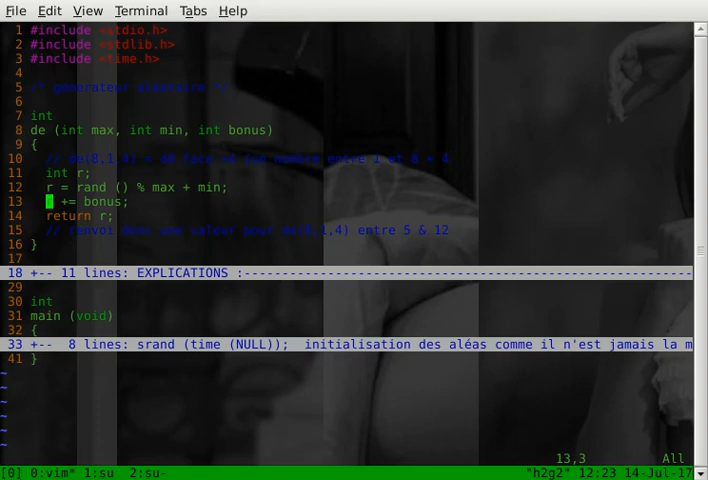 File Edit View Terminal Tabs Help
1 #include <stdio.h>
2 #include <stdlib.h>
3 #include <time.h>
4
5 /* générateur aléatoire */
6
7 int
8 de (int max, int min, int bonus)
9 {
10 // de(8,1,4) = dé face +4 (un nombre entre 1 et 8 + 4
11 int r;
12 r = rand () % max + min;
13 += bonus;
14 return r;
15 // renvoi donc une valeur pour de(8,1,4) entre 5 & 12
16 }
17
18 +-- 11 lines: EXPLICATIONS :--------------------------------------------------------
29
30 int
31 main (void)
32 {
33 +-- 8 lines: srand (time (NULL)); initialisation des aléas comme il n'est jamais la m
41 }
~
~
~
~
~
~
13,3 All
[0] 0:vim* 1:su 2:su- "h2g2" 12:23 14-Jul-17